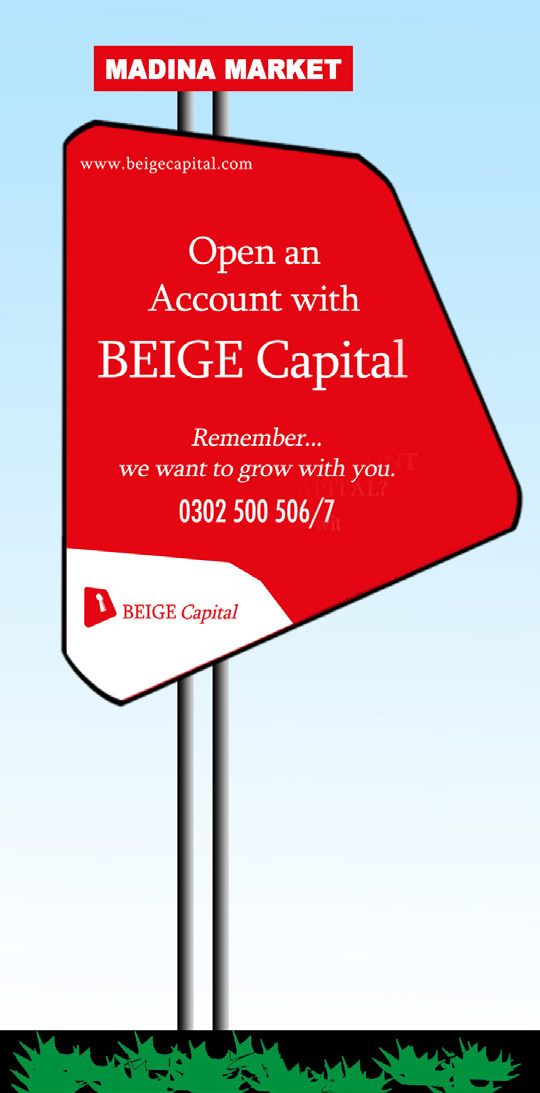 MADINA MARKET
www.beigecapital.com
Open an
Account with
BEIGE Capital
Remember...
we want to grow with you.
0302 500 506/7
BEIGE Capital